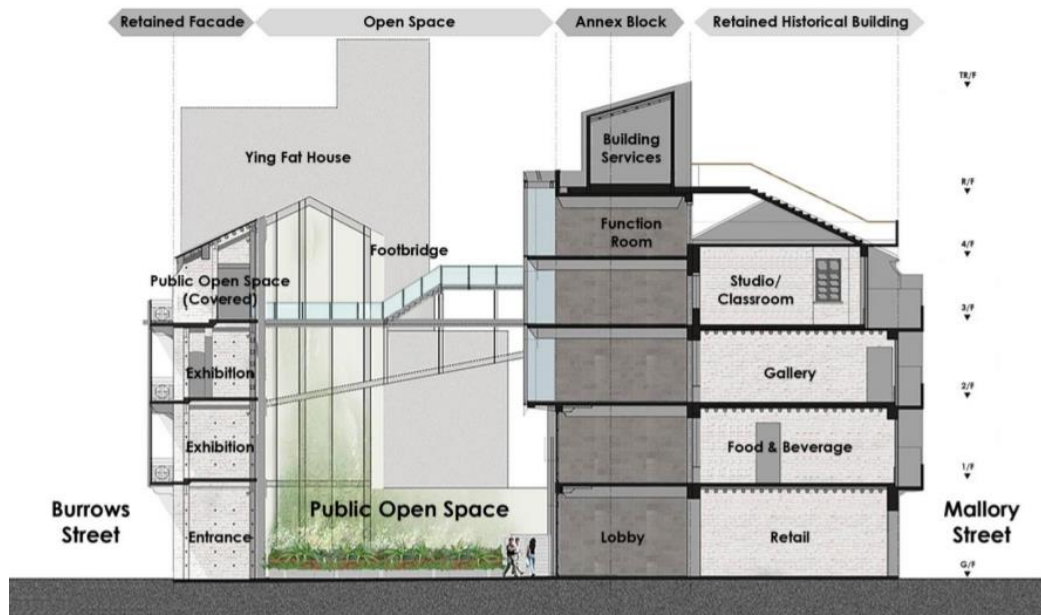 Retained Facade
Open Space
Annex Block
Retained Historical Building
TR/F
Building
Services
Ying Fat House
R/F
Function
Room
Footbridge
4/F
Public Open Space
(Covered)
Studio/
Classroom
3/F
Exhibition
Gallery
2/F
Exhibition
Food & Beverage
1/F
Burrows
Street
Public Open Space
Mallory
Street
Entrance
Lobby
Retail
G/F